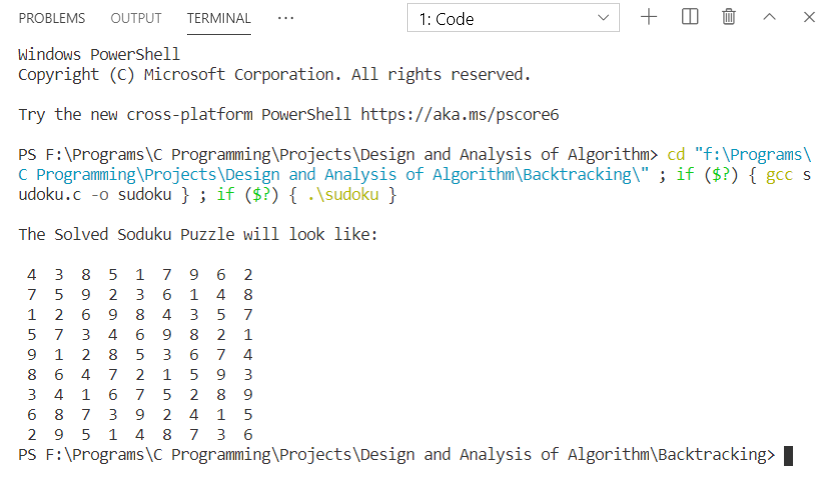 PROBLEMS OUTPUT TERMINAL ... 1: Code
Windows PowerShell
Copyright (C) Microsoft Corporation. All rights reserved.
Try the new cross-platform PowerShell https://aka.ms/pscore6
PS F:\Programs\C Programming\Projects\Design and Analysis of Algorithm> cd "f:\Programs\
C Programming\Projects\Design and Analysis of Algorithm\Backtracking\" ; if ($?) { gcc s
udoku.c -o sudoku } ; if ($?) { .\sudoku }
The Solved Soduku Puzzle will look like:
4 3 8 5 1 7 9 6 2
7 5 9 2 3 6 1 4 8
1 2 6 9 8 4 3 5 7
5 7 3 4 6 9 8 2 1
9 1 2 8 5 3 6 7 4
8 6 4 7 2 1 5 9 3
3 4 1 6 7 5 2 8 9
6 8 7 3 9 2 4 1 5
2 9 5 1 4 8 7 3 6
PS F:\Programs\C Programming\Projects\Design and Analysis of Algorithm\Backtracking>